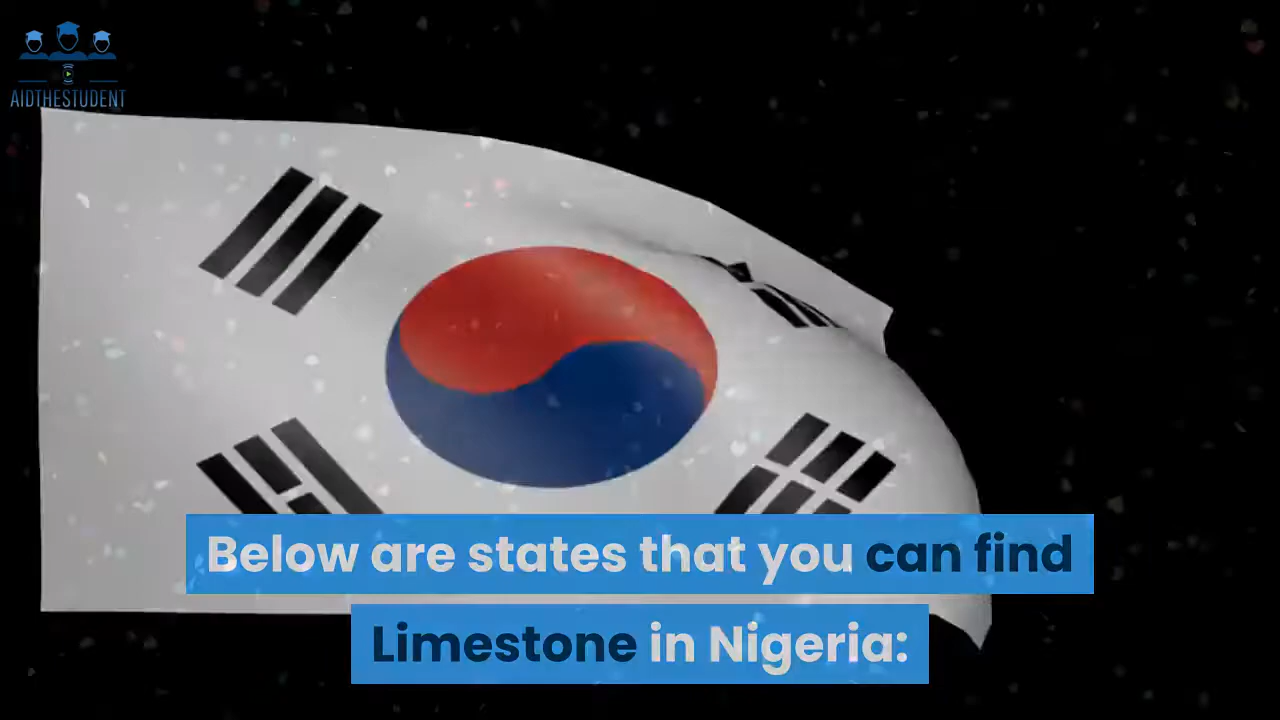 AIDTHESTUDENT
Below are states that you can find
Limestone in Nigeria: